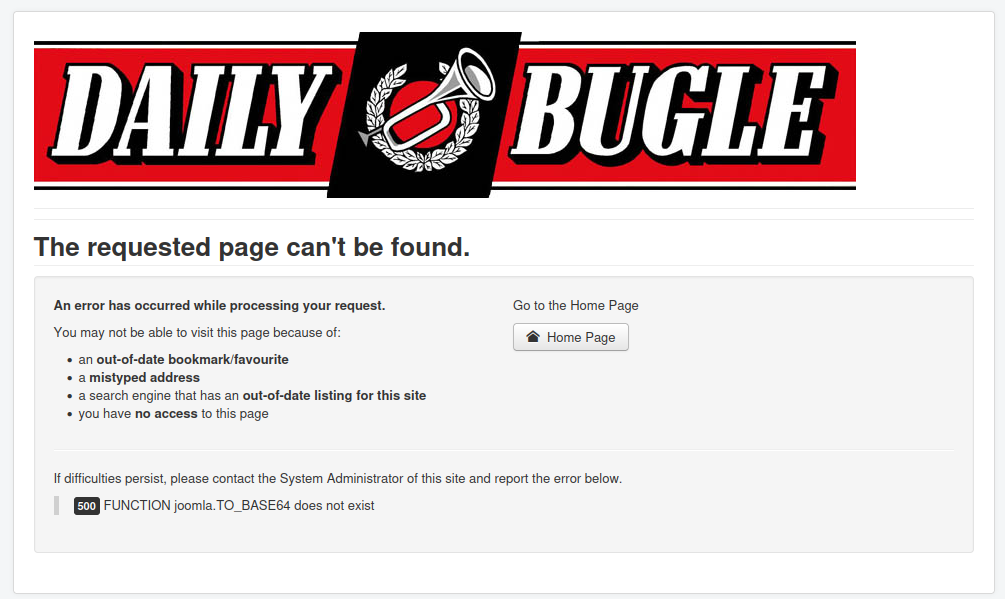 DAILY BUGLE
The requested page can't be found.
An error has occurred while processing your request.
You may not be able to visit this page because of:
an out-of-date bookmark/favourite
a mistyped address
a search engine that has an out-of-date listing for this site
you have no access to this page
Go to the Home Page
Home Page
If difficulties persist, please contact the System Administrator of this site and report the error below.
500 FUNCTION joomla.TO_BASE64 does not exist